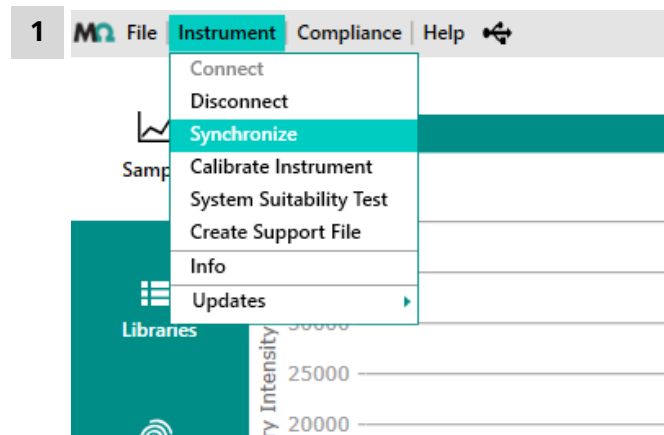 1
File | Instrument | Compliance | Help
Connect
Disconnect
Synchronize
Calibrate Instrument
System Suitability Test
Create Support File
Info
Updates
Libraries
25000
20000